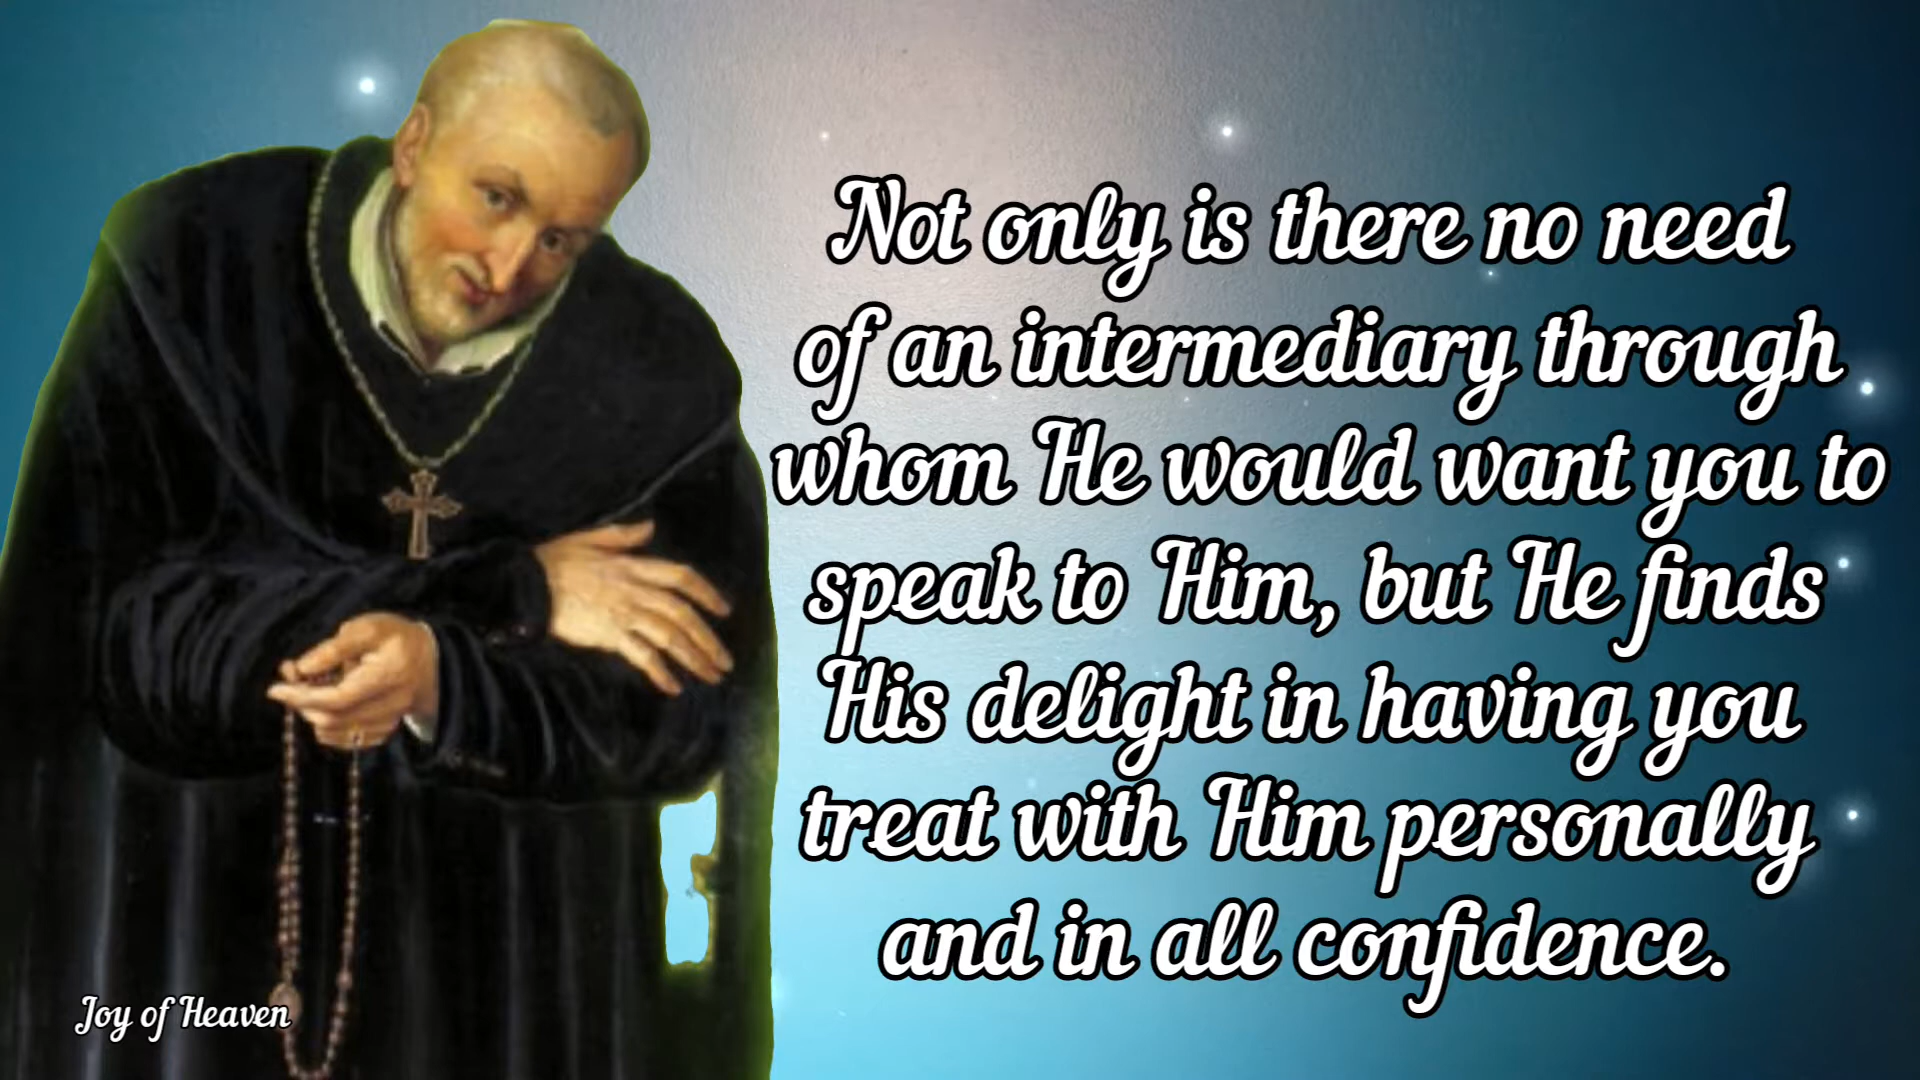 Not only is there no need
of an intermediary through
whom He would want you to
speak to Him, but He finds
His delight in having you
treat with Him personally
and in all confidence.
Joy of Heaven